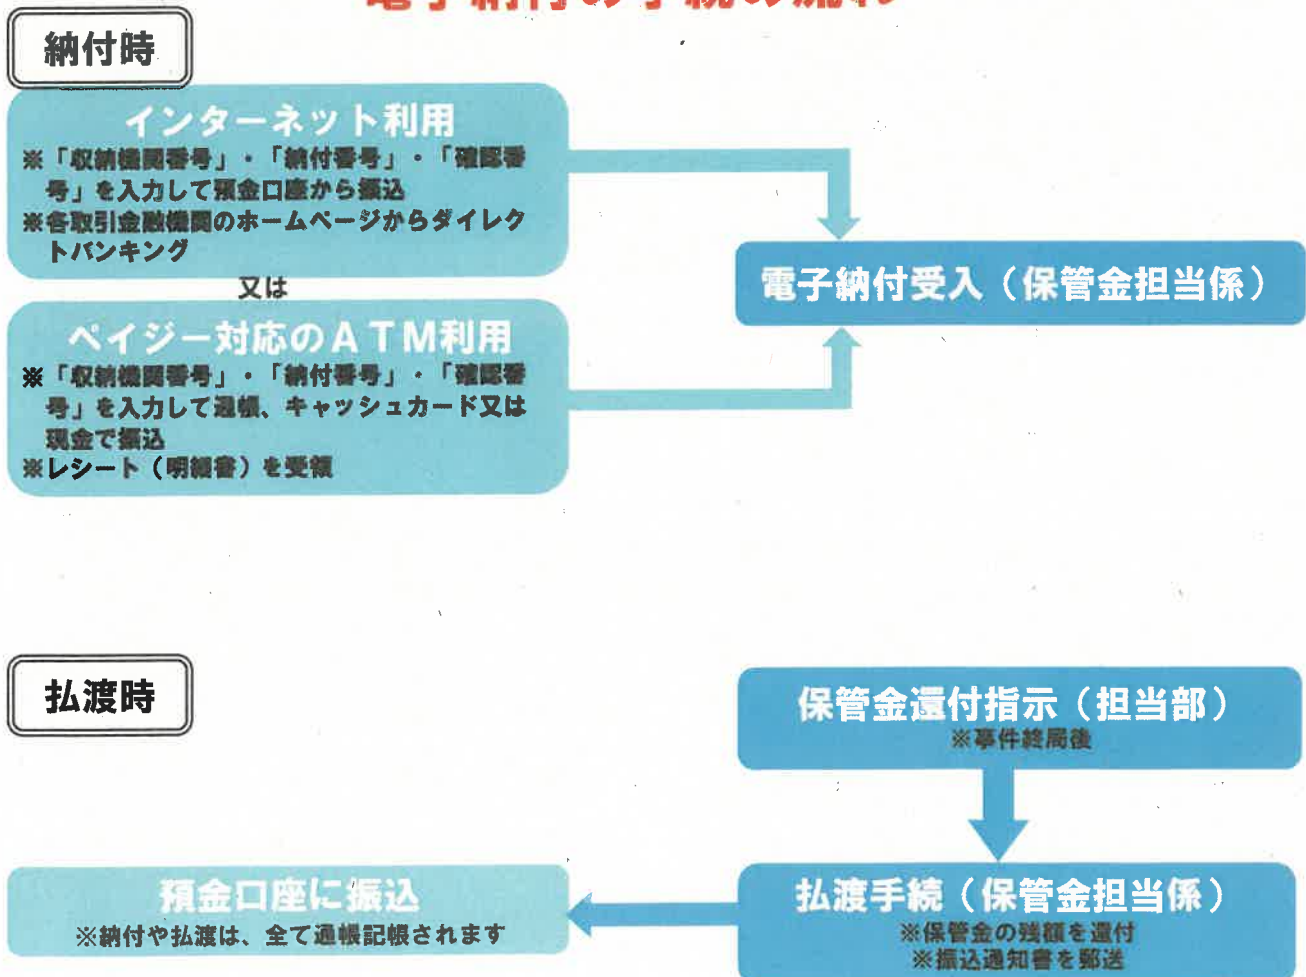 電子納付の手続の流れ
納付時
インターネット利用
※「収納機関番号」・「納付番号」・「確認番
号」を入力して預金口座から振込
※各取引金融機関のホームページからダイレク
トバンキング
又は
ペイジー対応のＡＴＭ利用
※「収納機関番号」・「納付番号」・「確認番
号」を入力して通帳、キャッシュカード又は
現金で振込
※レシート（明細書）を受領
電子納付受入（保管金担当係）
払渡時
保管金還付指示（担当部）
※事件終局後
払渡手続（保管金担当係）
※保管金の残額を還付
※振込通知書を郵送
預金口座に振込
※納付や払渡は、全て通帳記帳されます